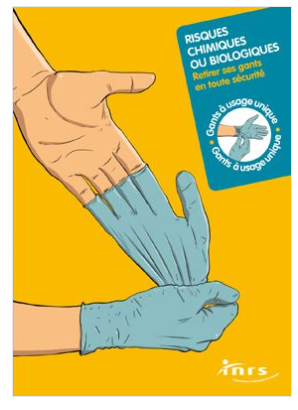 RISQUES
CHIMIQUES
OU BIOLOGIQUES
Retirer ses gants
en toute sécurité
Gants à usage unique •
Gants à usage unique •
inrs